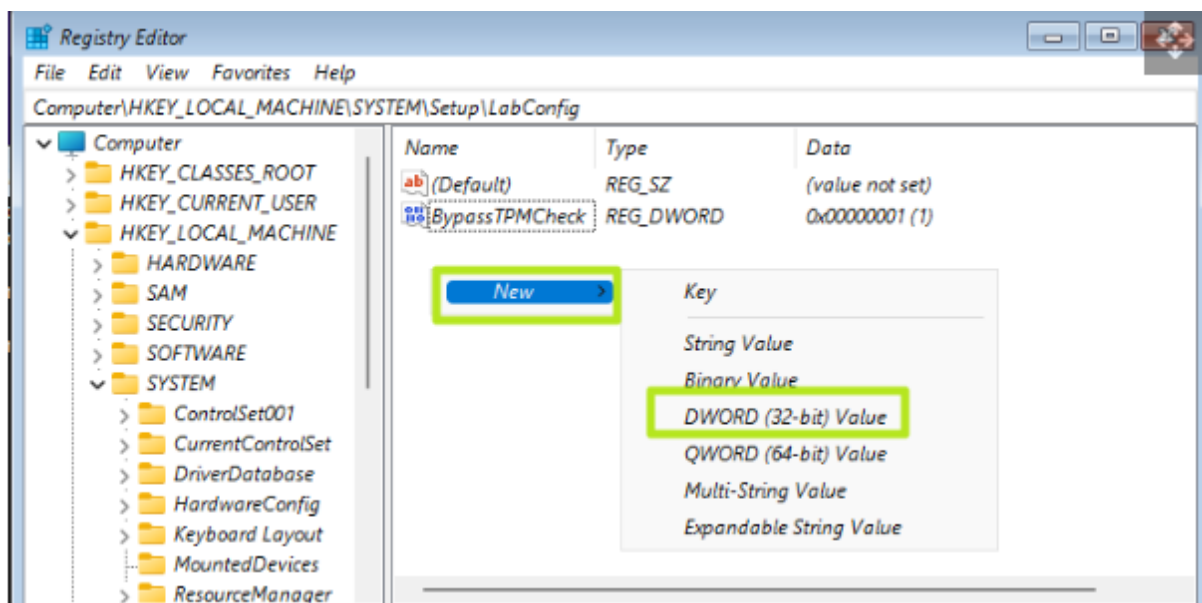 Registry Editor
File Edit View Favorites Help
Computer\HKEY_LOCAL_MACHINE\SYSTEM\Setup\LabConfig
Computer
HKEY_CLASSES_ROOT
HKEY_CURRENT_USER
HKEY_LOCAL_MACHINE
HARDWARE
SAM
SECURITY
SOFTWARE
SYSTEM
ControlSet001
CurrentControlSet
DriverDatabase
HardwareConfig
Keyboard Layout
MountedDevices
ResourceManager
Name Type Data
ab (Default) REG_SZ (value not set)
BypassTPMCheck REG_DWORD 0x00000001 (1)
New
Key
String Value
Binary Value
DWORD (32-bit) Value
QWORD (64-bit) Value
Multi-String Value
Expandable String Value